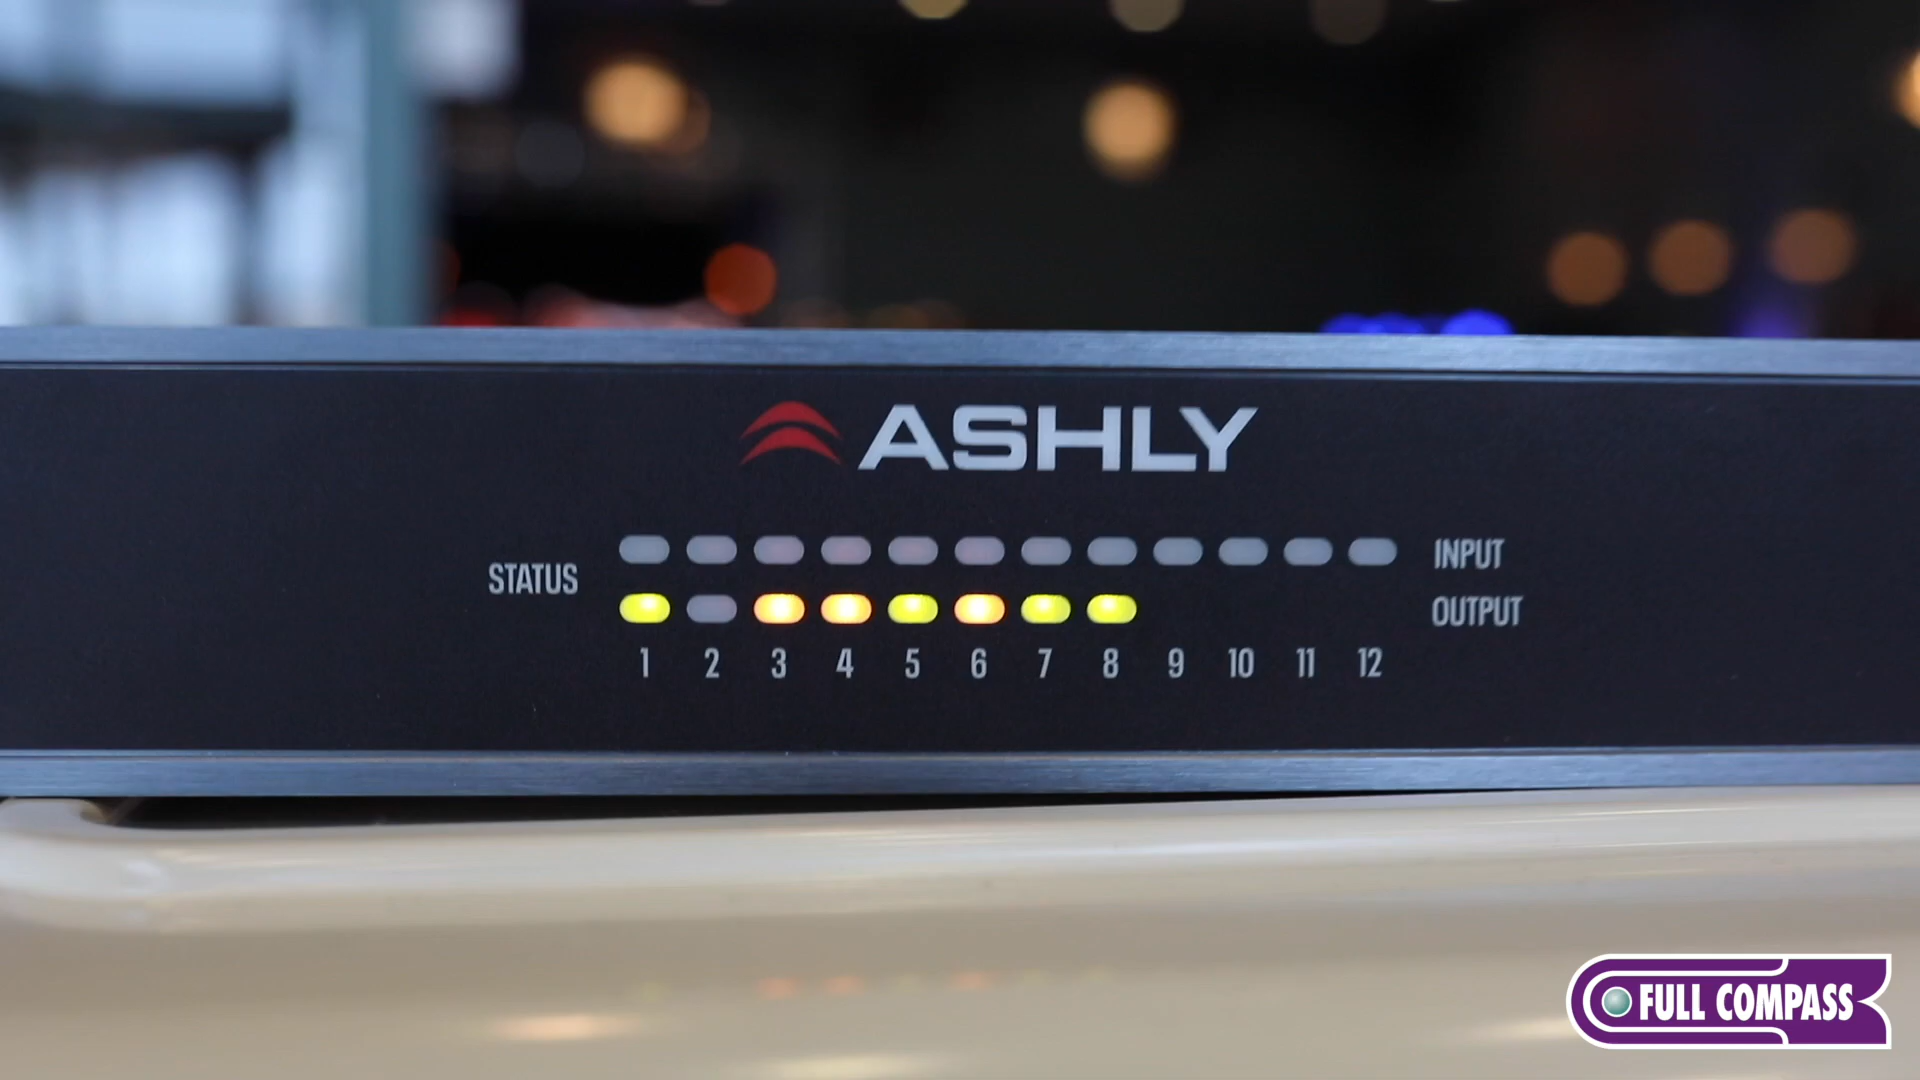 ASHLY
STATUS
INPUT
OUTPUT
1 2 3 4 5 6 7 8 9 10 11 12
FULL COMPASS